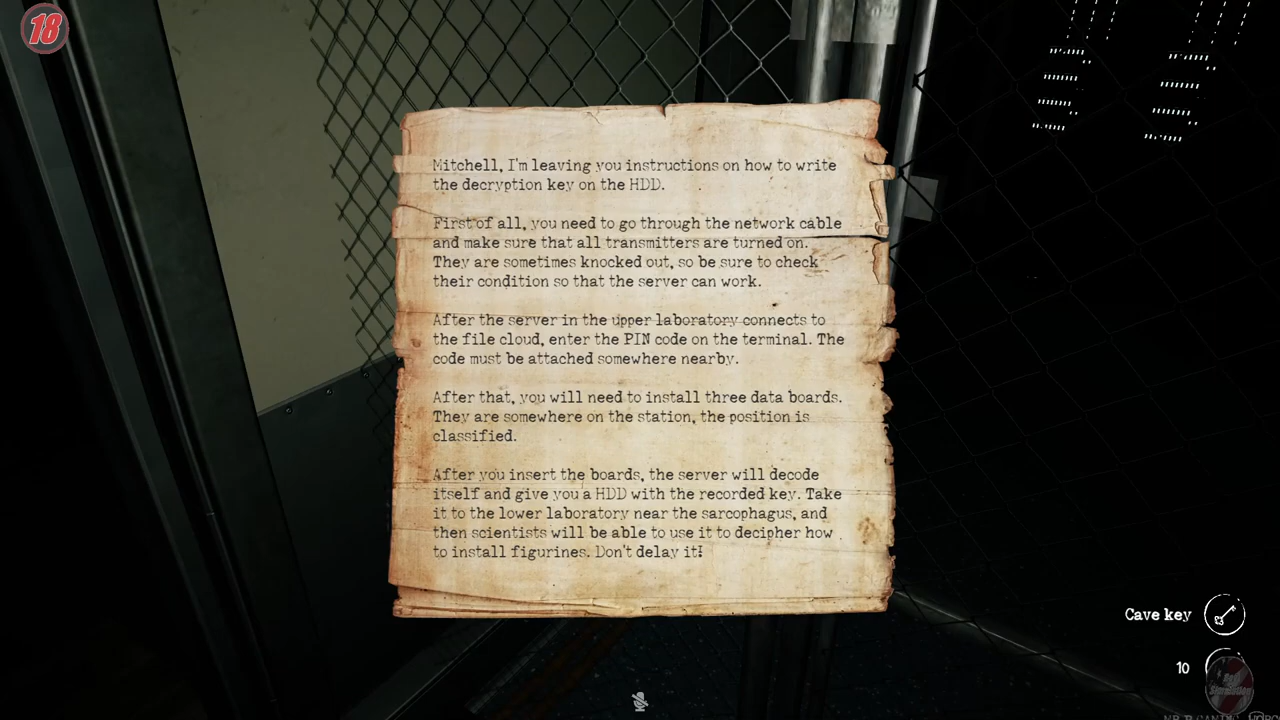 18
Mitchell, I'm leaving you instructions on how to write
the decryption key on the HDD.
First of all, you need to go through the network cable
and make sure that all transmitters are turned on.
They are sometimes knocked out, so be sure to check
their condition so that the server can work.
After the server in the upper laboratory connects to
the file cloud, enter the PIN code on the terminal. The
code must be attached somewhere nearby.
After that, you will need to install three data boards.
They are somewhere on the station, the position is
classified.
After you insert the boards, the server will decode
itself and give you a HDD with the recorded key. Take
it to the lower laboratory near the sarcophagus, and
then scientists will be able to use it to decipher how
to install figurines. Don't delay it!
Cave key
10